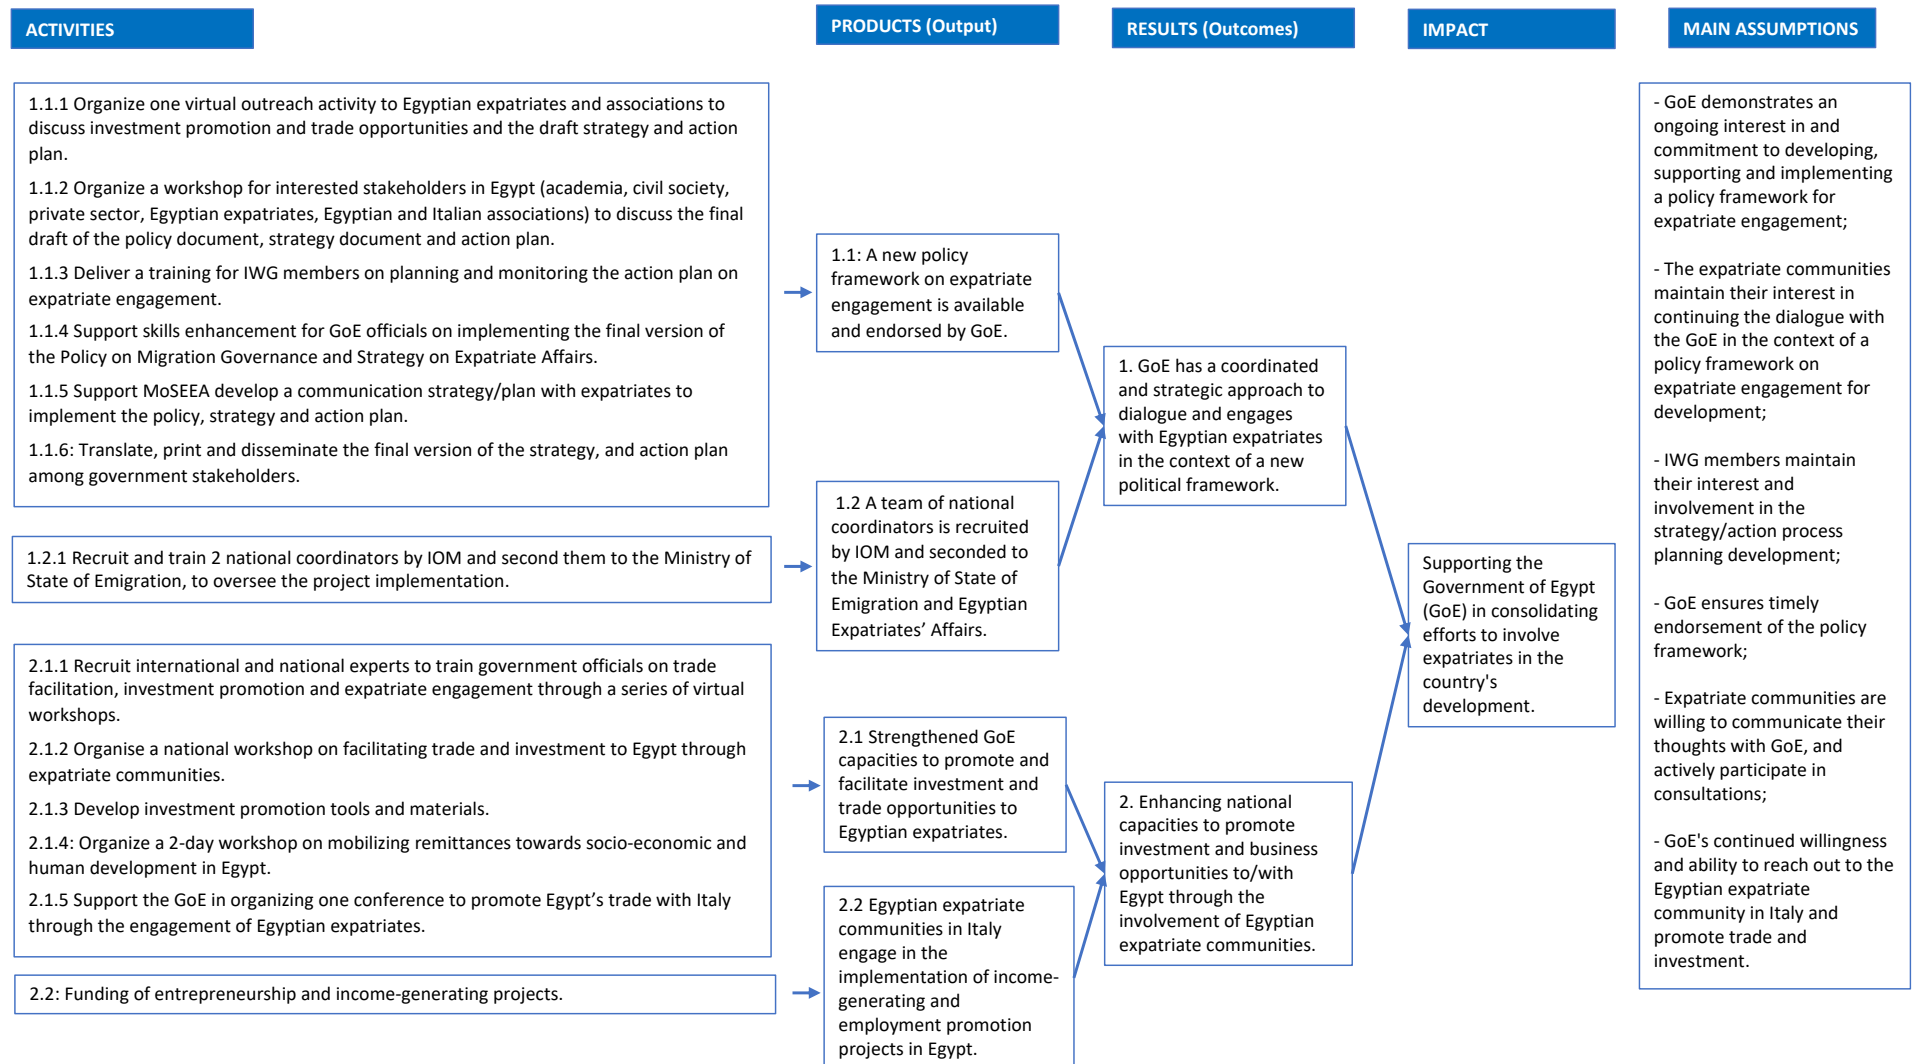 ACTIVITIES
PRODUCTS (Output)
RESULTS (Outcomes)
IMPACT
MAIN ASSUMPTIONS
1.1.1 Organize one virtual outreach activity to Egyptian expatriates and associations to
discuss investment promotion and trade opportunities and the draft strategy and action
plan.
1.1.2 Organize a workshop for interested stakeholders in Egypt (academia, civil society,
private sector, Egyptian expatriates, Egyptian and Italian associations) to discuss the final
draft of the policy document, strategy document and action plan.
1.1.3 Deliver a training for IWG members on planning and monitoring the action plan on
expatriate engagement.
1.1.4 Support skills enhancement for GoE officials on implementing the final version of
the Policy on Migration Governance and Strategy on Expatriate Affairs.
1.1.5 Support MoSEEA develop a communication strategy/plan with expatriates to
implement the policy, strategy and action plan.
1.1.6: Translate, print and disseminate the final version of the strategy, and action plan
among government stakeholders.
1.2.1 Recruit and train 2 national coordinators by IOM and second them to the Ministry of
State of Emigration, to oversee the project implementation.
2.1.1 Recruit international and national experts to train government officials on trade
facilitation, investment promotion and expatriate engagement through a series of virtual
workshops.
2.1.2 Organise a national workshop on facilitating trade and investment to Egypt through
expatriate communities.
2.1.3 Develop investment promotion tools and materials.
2.1.4: Organize a 2-day workshop on mobilizing remittances towards socio-economic and
human development in Egypt.
2.1.5 Support the GoE in organizing one conference to promote Egypt’s trade with Italy
through the engagement of Egyptian expatriates.
2.2: Funding of entrepreneurship and income-generating projects.
1.1: A new policy
framework on expatriate
engagement is available
and endorsed by GoE.
1.2 A team of national
coordinators is recruited
by IOM and seconded to
the Ministry of State of
Emigration and Egyptian
Expatriates’ Affairs.
2.1 Strengthened GoE
capacities to promote and
facilitate investment and
trade opportunities to
Egyptian expatriates.
2.2 Egyptian expatriate
communities in Italy
engage in the
implementation of income-
generating and
employment promotion
projects in Egypt.
1. GoE has a coordinated
and strategic approach to
dialogue and engages
with Egyptian expatriates
in the context of a new
political framework.
2. Enhancing national
capacities to promote
investment and business
opportunities to/with
Egypt through the
involvement of Egyptian
expatriate communities.
Supporting the
Government of Egypt
(GoE) in consolidating
efforts to involve
expatriates in the
country's
development.
- GoE demonstrates an
ongoing interest in and
commitment to developing,
supporting and implementing
a policy framework for
expatriate engagement;
- The expatriate communities
maintain their interest in
continuing the dialogue with
the GoE in the context of a
policy framework on
expatriate engagement for
development;
- IWG members maintain
their interest and
involvement in the
strategy/action process
planning development;
- GoE ensures timely
endorsement of the policy
framework;
- Expatriate communities are
willing to communicate their
thoughts with GoE, and
actively participate in
consultations;
- GoE's continued willingness
and ability to reach out to the
Egyptian expatriate
community in Italy and
promote trade and
investment.